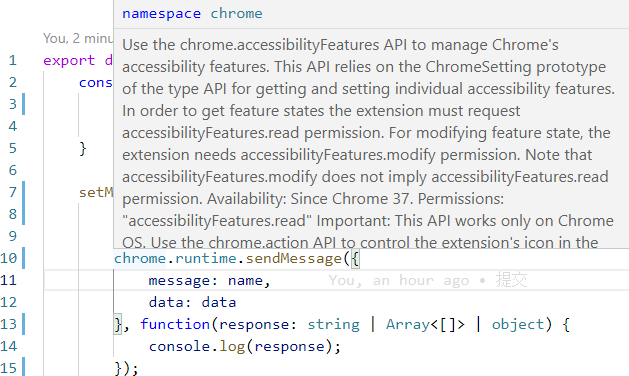 namespace chrome
You, 2 minu
Use the chrome.accessibilityFeatures API to manage Chrome's
accessibility features. This API relies on the ChromeSetting prototype
of the type API for getting and setting individual accessibility features.
In order to get feature states the extension must request
accessibilityFeatures.read permission. For modifying feature state, the
extension needs accessibilityFeatures.modify permission. Note that
accessibilityFeatures.modify does not imply accessibilityFeatures.read
permission. Availability: Since Chrome 37. Permissions:
"accessibilityFeatures.read" Important: This API works only on Chrome
OS. Use the chrome.action API to control the extension's icon in the
1 export d
2 cons
3
4
5 }
6
7 setM
8
9
10 chrome.runtime.sendMessage({
11 message: name, You, an hour ago • 提交
12 data: data
13 }, function(response: string | Array<[]> | object) {
14 console.log(response);
15 });